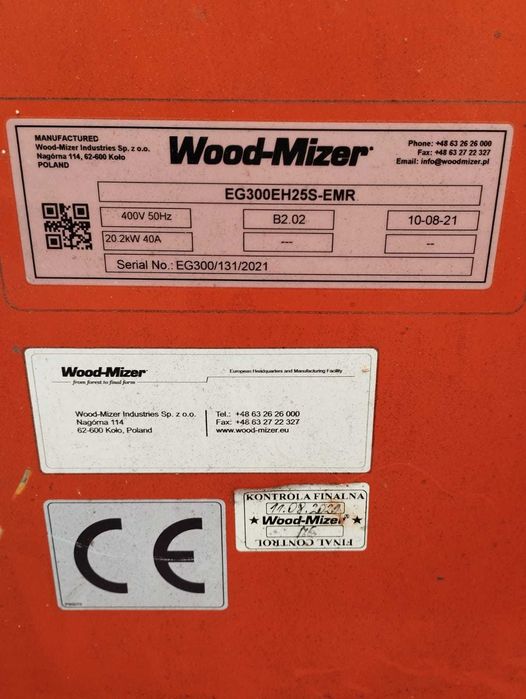 MANUFACTURED
Wood-Mizer Industries Sp. z o.o.
Nagórna 114, 62-600 Koło
POLAND
Wood-Mizer
Phone: +48 63 26 26 000
Fax: +48 63 27 22 327
Email: info@woodmizer.pl
EG300EH25S-EMR
400V 50Hz
B2.02
10-08-21
20.2kW 40A
---
--
Serial No.: EG300/131/2021
Wood-Mizer
from forest to final form
European Headquarters and Manufacturing Facility
Wood-Mizer Industries Sp. z o.o.
Nagórna 114
62-600 Koło, Poland
Tel.: +48 63 26 26 000
Fax: +48 63 27 22 327
www.wood-mizer.eu
CE
KONTROLA FINALNA
11.08.2021
★ Wood-Mizer ★
FINAL CONTROL